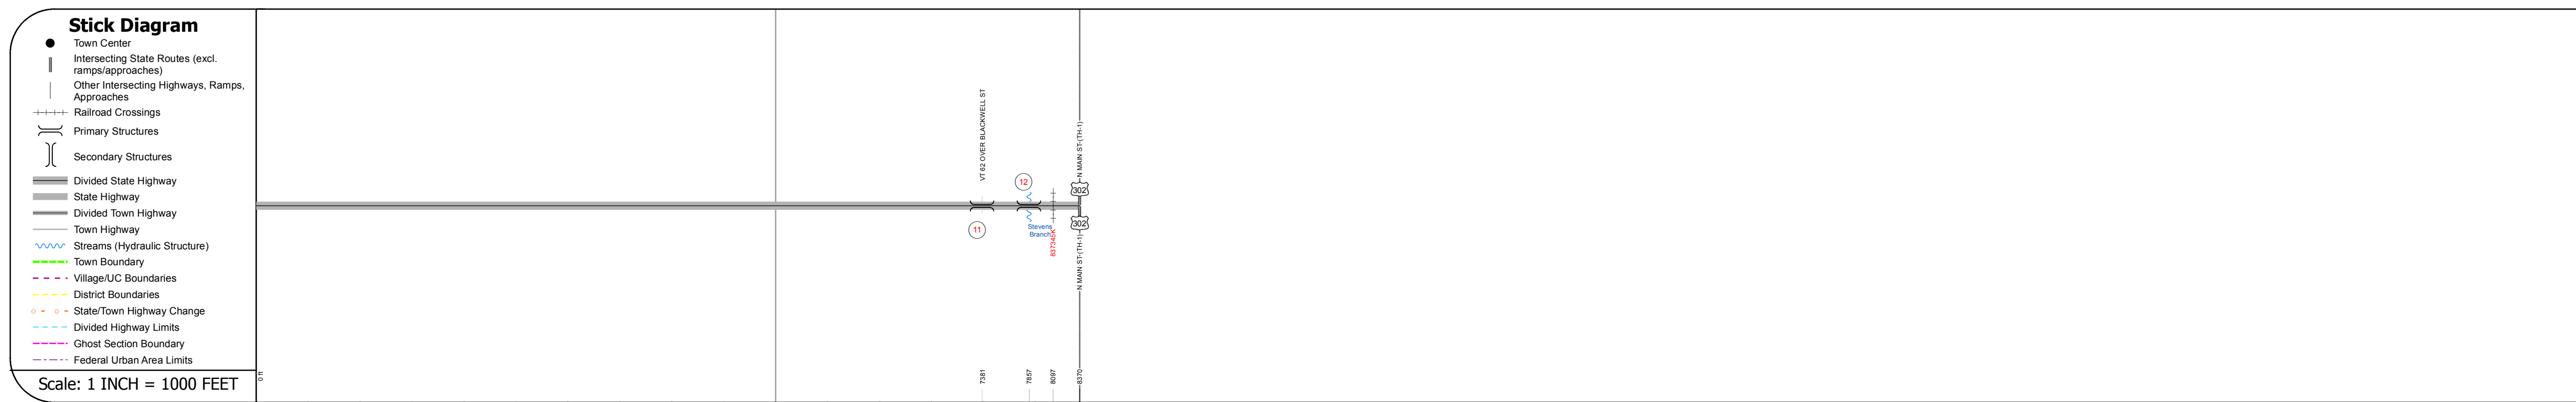 Stick Diagram
Town Center
Intersecting State Routes (excl.
ramps/approaches)
Other Intersecting Highways, Ramps,
Approaches
Railroad Crossings
Primary Structures
Secondary Structures
Divided State Highway
State Highway
Divided Town Highway
Town Highway
Streams (Hydraulic Structure)
Town Boundary
Village/UC Boundaries
District Boundaries
State/Town Highway Change
Divided Highway Limits
Ghost Section Boundary
Federal Urban Area Limits
Scale: 1 INCH = 1000 FEET
0 ft
VT 62 OVER BLACKWELL ST
11
12
Stevens
Branch
837345K
N MAIN ST-(TH-1)
302
302
N MAIN ST-(TH-1)
7381
7857
8097
8370